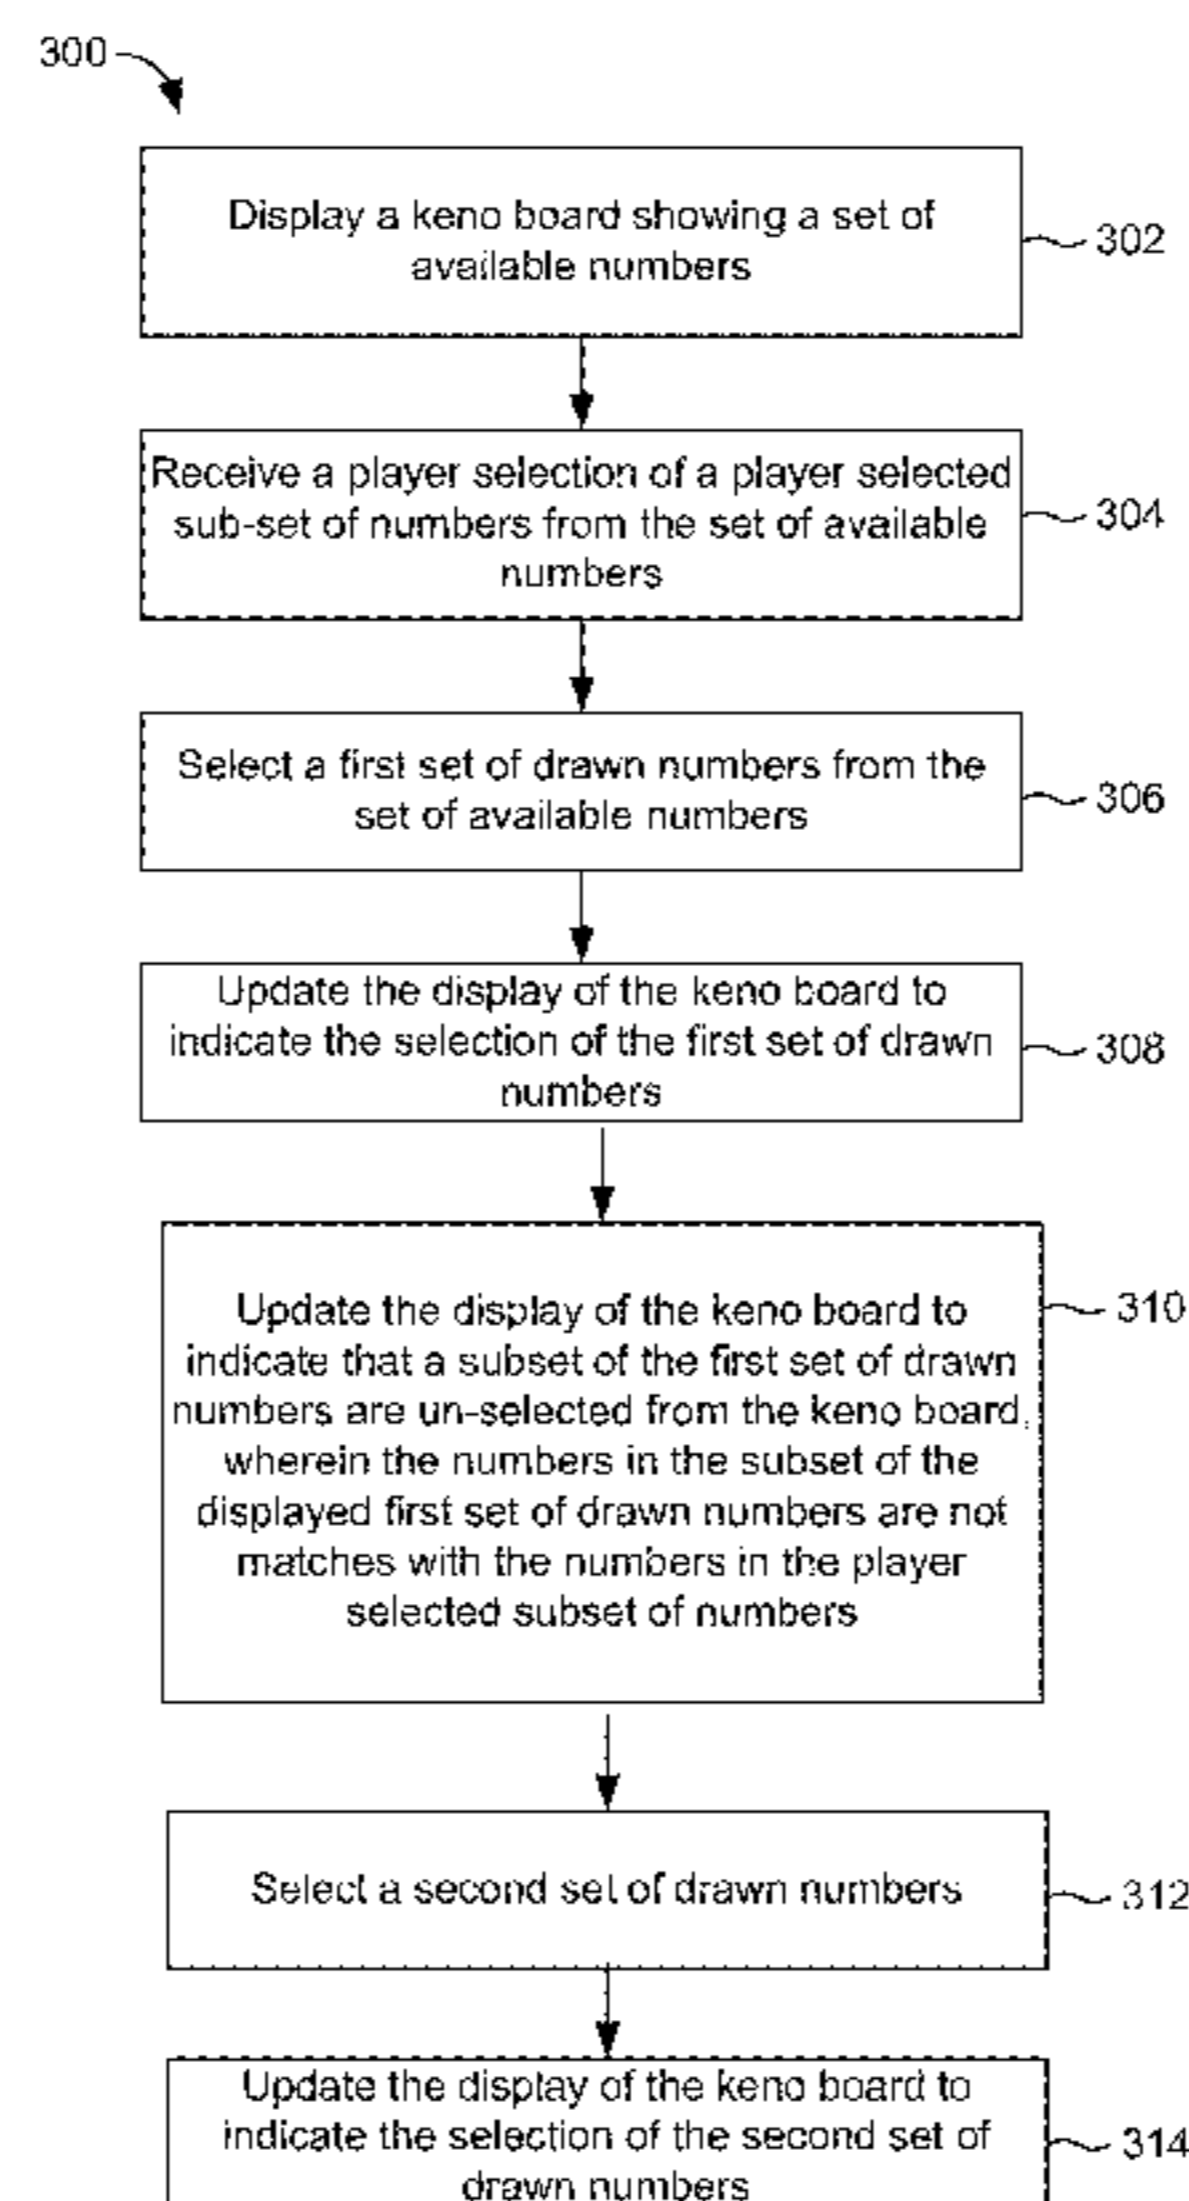 300
Display a keno board showing a set of
available numbers
302
Receive a player selection of a player selected
sub-set of numbers from the set of available
numbers
304
Select a first set of drawn numbers from the
set of available numbers
306
Update the display of the keno board to
indicate the selection of the first set of drawn
numbers
308
Update the display of the keno board to
indicate that a subset of the first set of drawn
numbers are un-selected from the keno board,
wherein the numbers in the subset of the
displayed first set of drawn numbers are not
matches with the numbers in the player
selected subset of numbers
310
Select a second set of drawn numbers
312
Update the display of the keno board to
indicate the selection of the second set of
drawn numbers
314